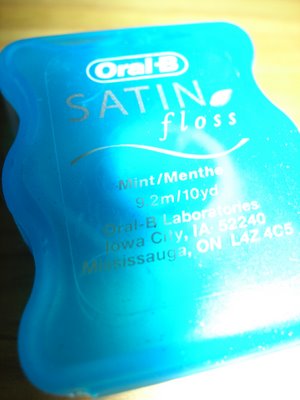 Oral-B
SATIN
floss
Mint/Menthe
9.2m/10yd
Oral-B Laboratories
Iowa City, IA 52240
Mississauga, ON L4Z 4C5